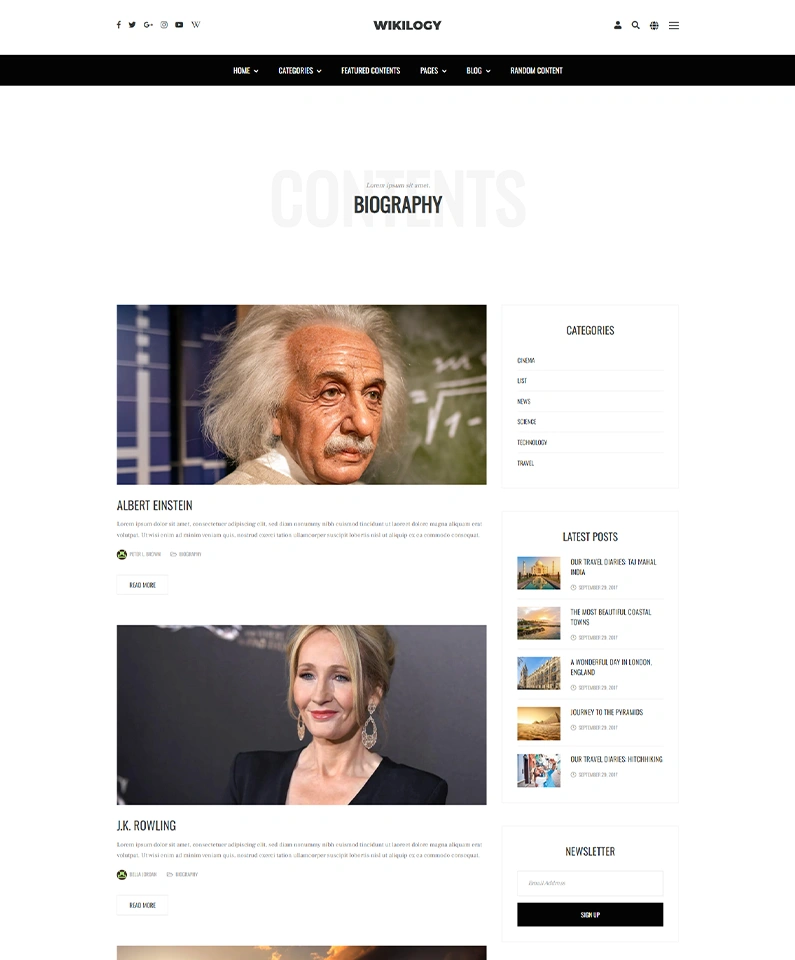 WIKILOGY
HOME CATEGORIES FEATURED CONTENTS PAGES BLOG RANDOM CONTENT
CONTENTS
Lorem ipsum sit amet.
BIOGRAPHY
ALBERT EINSTEIN
Lorem ipsum dolor sit amet, consectetuer adipiscing elit, sed diam nonummy nibh euismod tincidunt ut laoreet dolore magna aliquam erat
volutpat. Ut wisi enim ad minim veniam quis, nostrud exerci tation ullamcorper suscipit lobortis nisl ut aliquip ex ea commodo consequat.
PETER L. BROWN BIOGRAPHY
READ MORE
J.K. ROWLING
Lorem ipsum dolor sit amet, consectetuer adipiscing elit, sed diam nonummy nibh euismod tincidunt ut laoreet dolore magna aliquam erat
volutpat. Ut wisi enim ad minim veniam quis, nostrud exerci tation ullamcorper suscipit lobortis nisl ut aliquip ex ea commodo consequat.
BELLA JORDAN BIOGRAPHY
READ MORE
CATEGORIES
CINEMA
LIST
NEWS
SCIENCE
TECHNOLOGY
TRAVEL
LATEST POSTS
OUR TRAVEL DIARIES: TAJ MAHAL
INDIA
SEPTEMBER 29, 2017
THE MOST BEAUTIFUL COASTAL
TOWNS
SEPTEMBER 29, 2017
A WONDERFUL DAY IN LONDON,
ENGLAND
SEPTEMBER 29, 2017
JOURNEY TO THE PYRAMIDS
SEPTEMBER 29, 2017
OUR TRAVEL DIARIES: HITCHHIKING
SEPTEMBER 29, 2017
NEWSLETTER
Email Address
SIGN UP